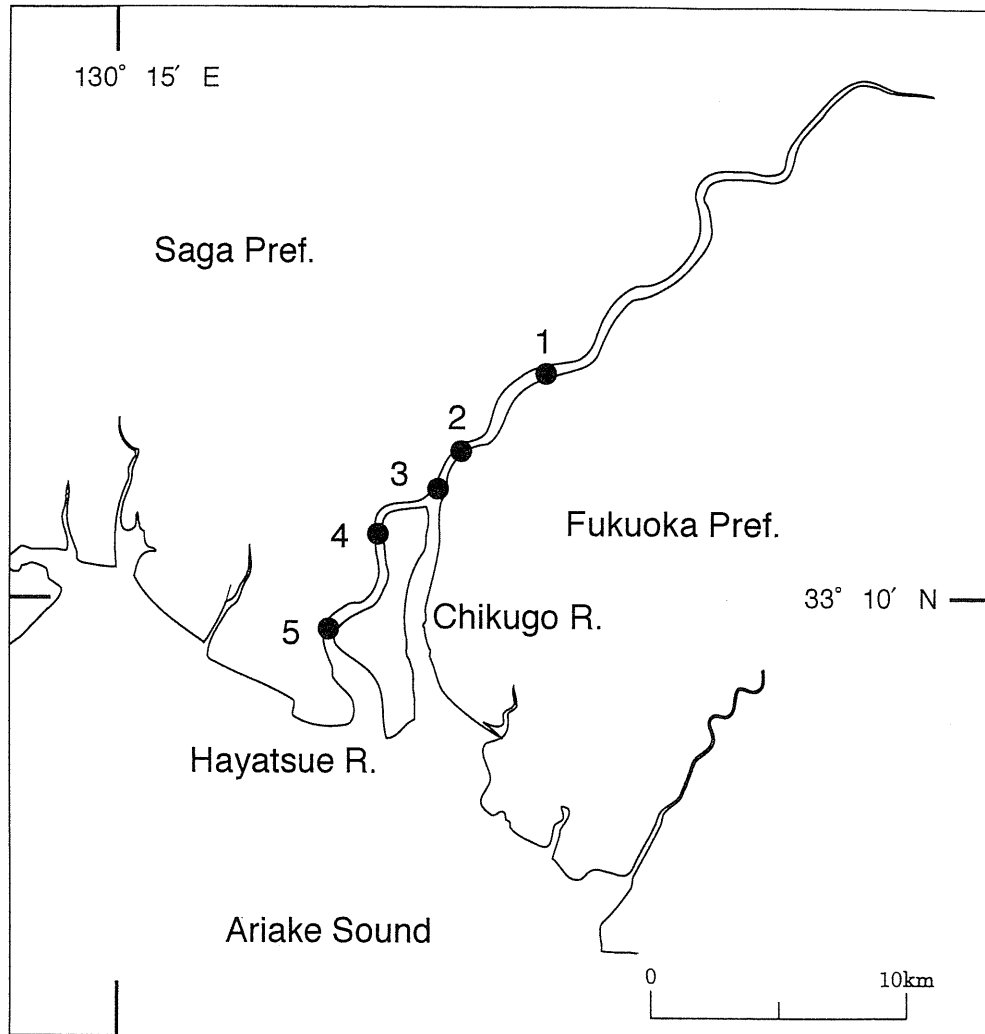 130° 15′ E
Saga Pref.
1
2
3
Fukuoka Pref.
4
33° 10′ N
Chikugo R.
5
Hayatsue R.
Ariake Sound
0 10km